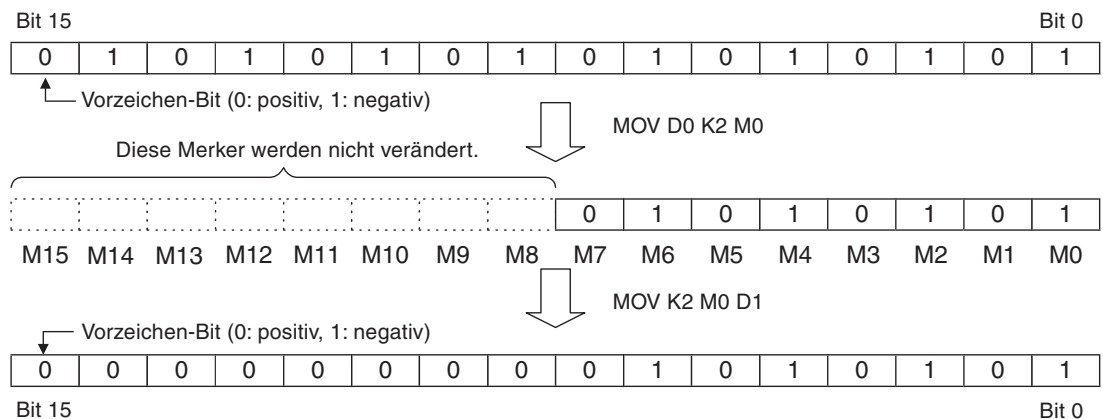 Bit 15 Bit 0
0 1 0 1 0 1 0 1 0 1 0 1 0 1 0 1
Vorzeichen-Bit (0: positiv, 1: negativ)
MOV D0 K2 M0
Diese Merker werden nicht verändert.
0 1 0 1 0 1 0 1
M15 M14 M13 M12 M11 M10 M9 M8 M7 M6 M5 M4 M3 M2 M1 M0
MOV K2 M0 D1
Vorzeichen-Bit (0: positiv, 1: negativ)
0 0 0 0 0 0 0 0 0 1 0 1 0 1 0 1
Bit 15 Bit 0